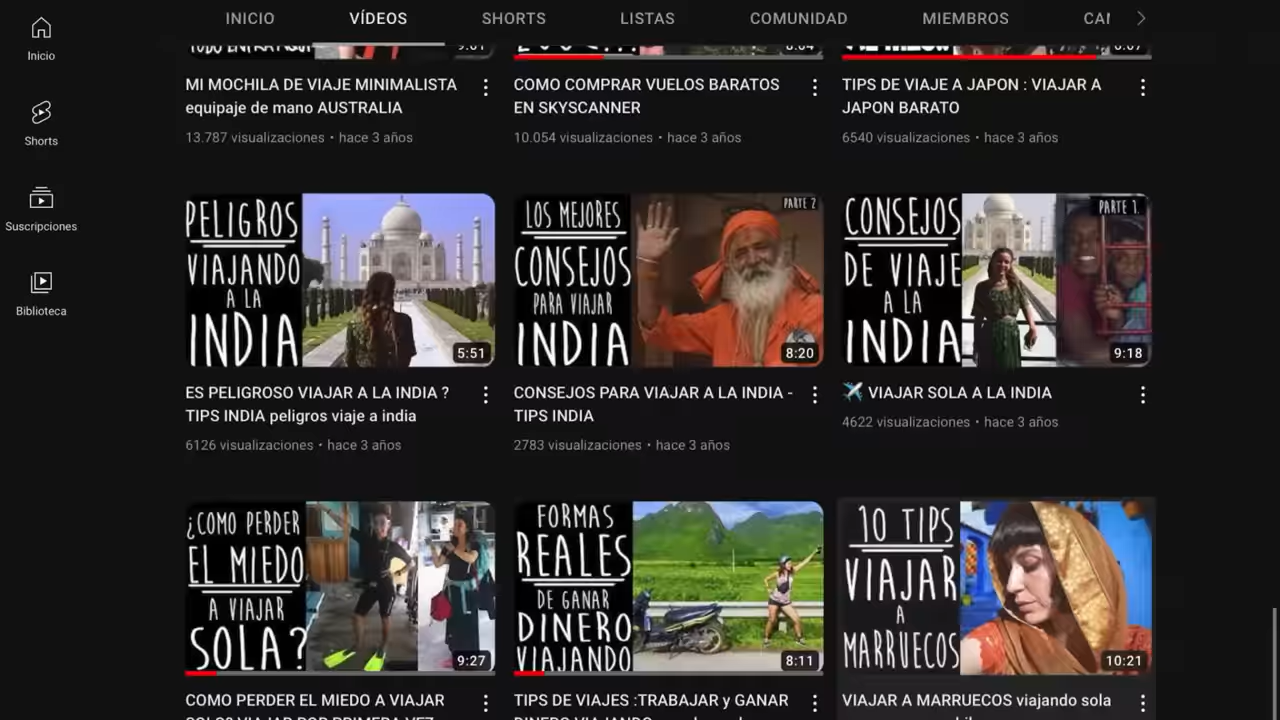 INICIO
VÍDEOS
SHORTS
LISTAS
COMUNIDAD
MIEMBROS
Inicio
Shorts
Suscripciones
Biblioteca
MI MOCHILA DE VIAJE MINIMALISTA
equipaje de mano AUSTRALIA
13.787 visualizaciones • hace 3 años
COMO COMPRAR VUELOS BARATOS
EN SKYSCANNER
10.054 visualizaciones • hace 3 años
TIPS DE VIAJE A JAPON : VIAJAR A
JAPON BARATO
6540 visualizaciones • hace 3 años
PELIGROS
VIAJANDO
A LA
INDIA
5:51
ES PELIGROSO VIAJAR A LA INDIA ?
TIPS INDIA peligros viaje a india
6126 visualizaciones • hace 3 años
LOS MEJORES
CONSEJOS
PARA VIAJAR
INDIA
PARTE 2
8:20
CONSEJOS PARA VIAJAR A LA INDIA -
TIPS INDIA
2783 visualizaciones • hace 3 años
CONSEJOS
DE VIAJE
A LA
INDIA
PARTE 1.
9:18
✈️ VIAJAR SOLA A LA INDIA
4622 visualizaciones • hace 3 años
¿COMO PERDER
EL MIEDO
A VIAJAR
SOLA?
9:27
COMO PERDER EL MIEDO A VIAJAR
SOLA? VIAJAR POR PRIMERA VEZ
FORMAS
REALES
DE GANAR
DINERO
VIAJANDO
8:11
TIPS DE VIAJES :TRABAJAR y GANAR
DINERO VIAJANDO
10 TIPS
VIAJAR
A
MARRUECOS
10:21
VIAJAR A MARRUECOS viajando sola